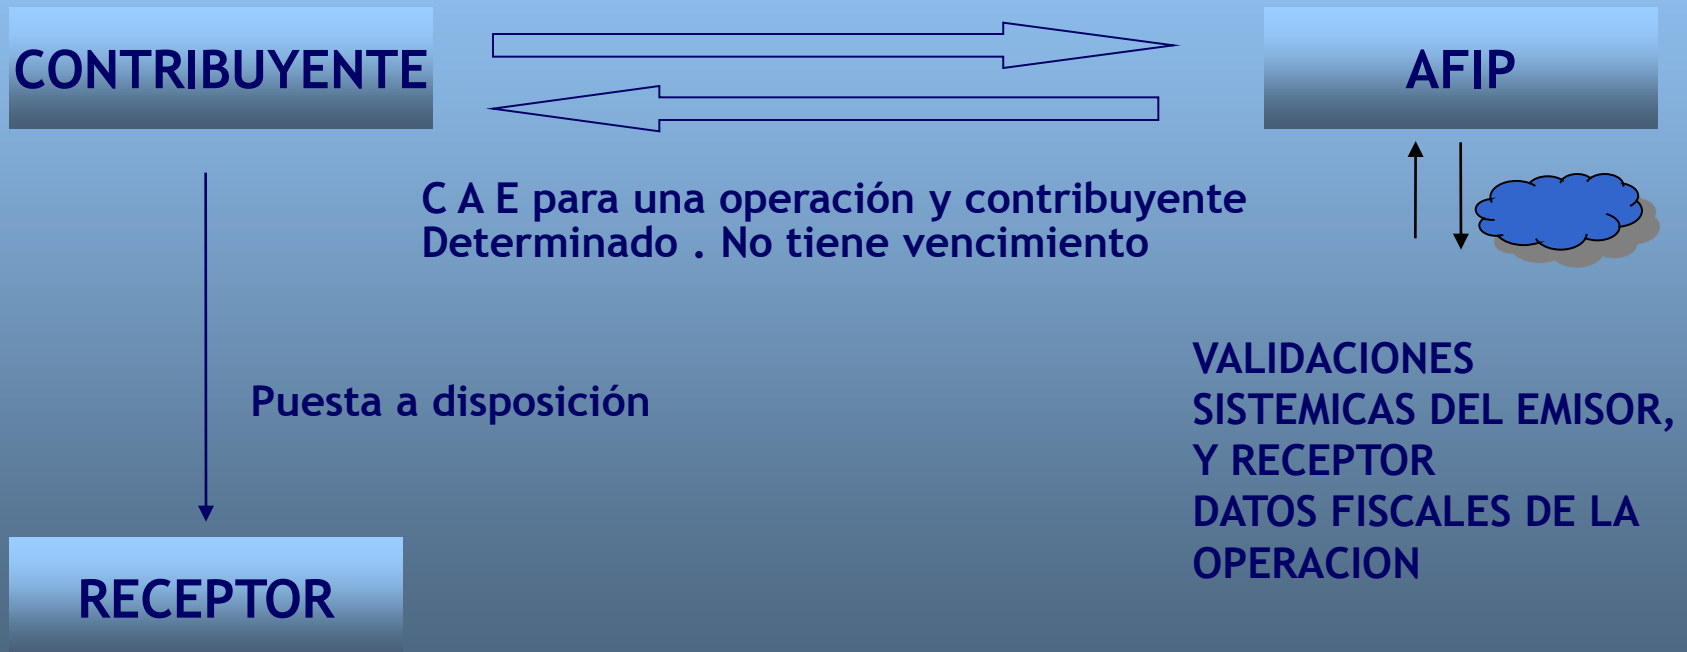 CONTRIBUYENTE
AFIP
C A E para una operación y contribuyente
Determinado . No tiene vencimiento
Puesta a disposición
VALIDACIONES
SISTEMICAS DEL EMISOR,
Y RECEPTOR
DATOS FISCALES DE LA
OPERACION
RECEPTOR